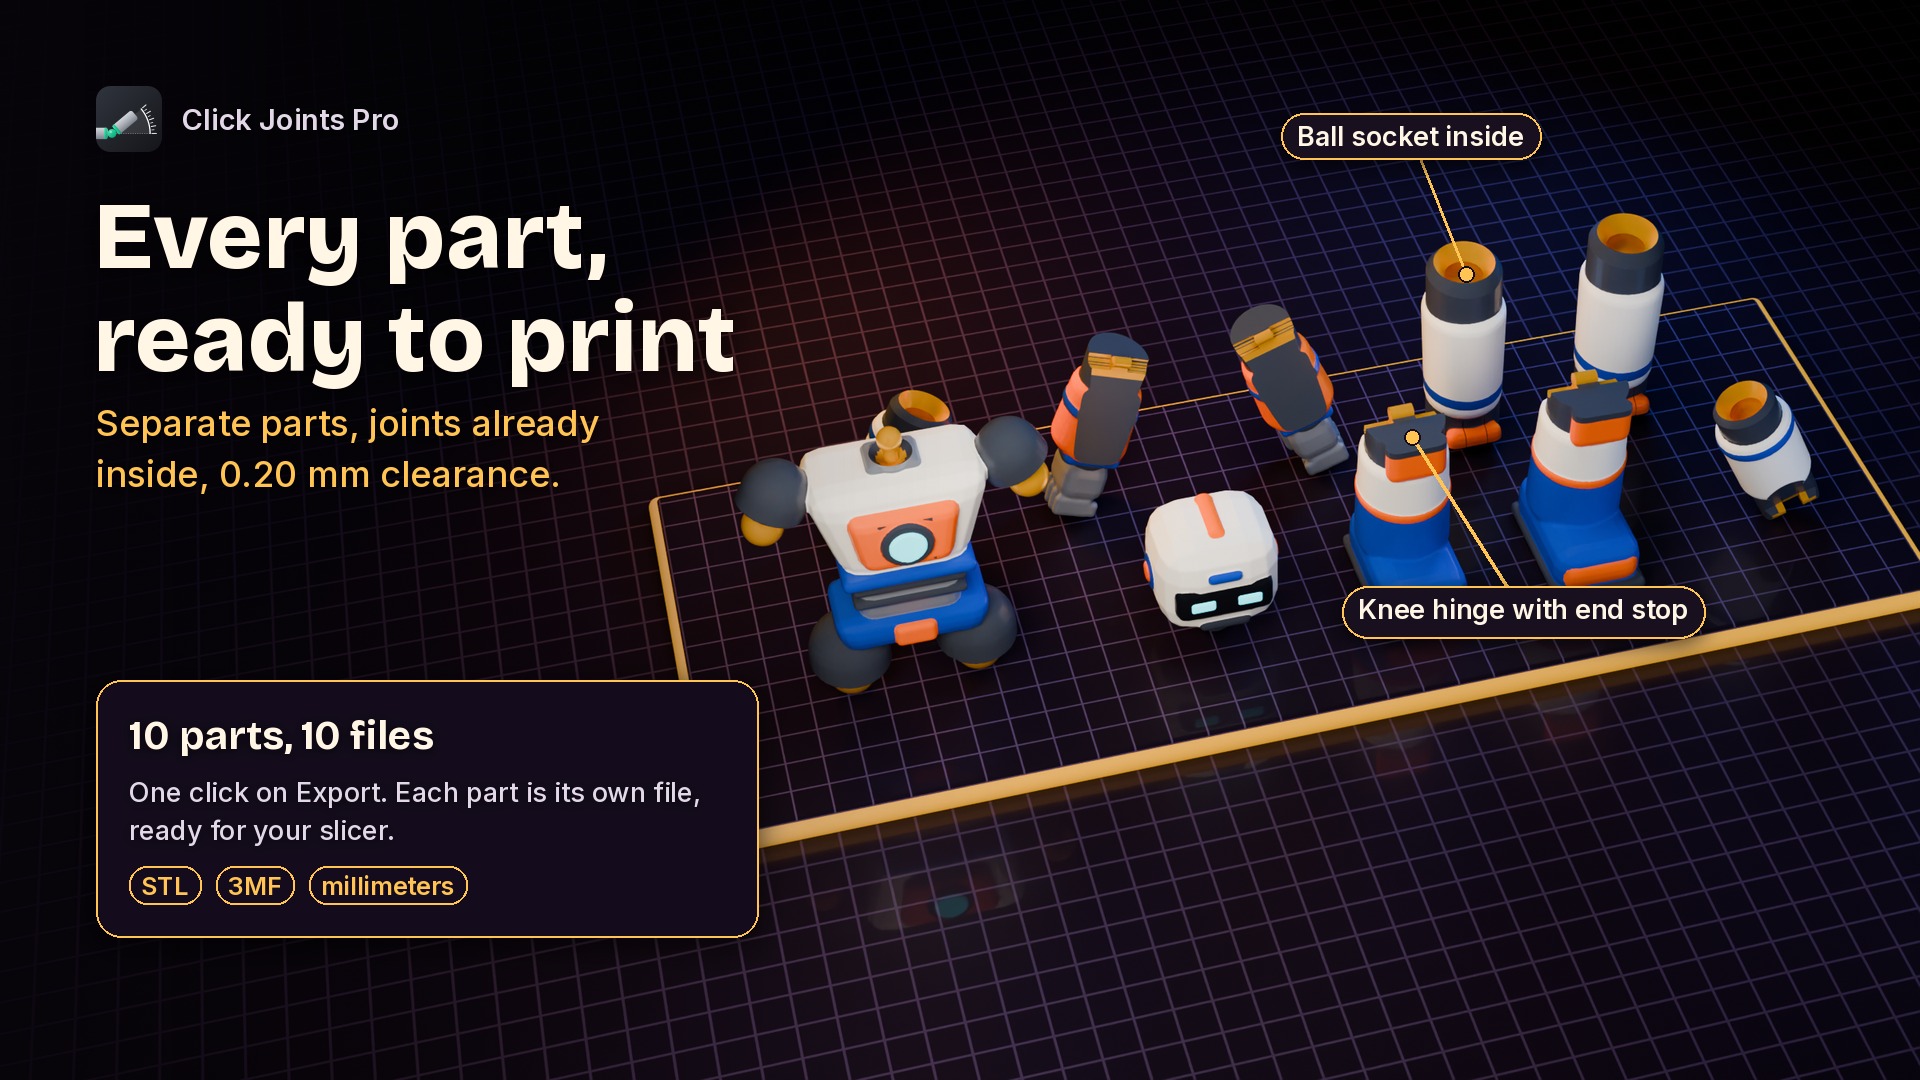 Click Joints Pro
Every part,
ready to print
Separate parts, joints already
inside, 0.20 mm clearance.
Ball socket inside
Knee hinge with end stop
10 parts, 10 files
One click on Export. Each part is its own file,
ready for your slicer.
STL 3MF millimeters